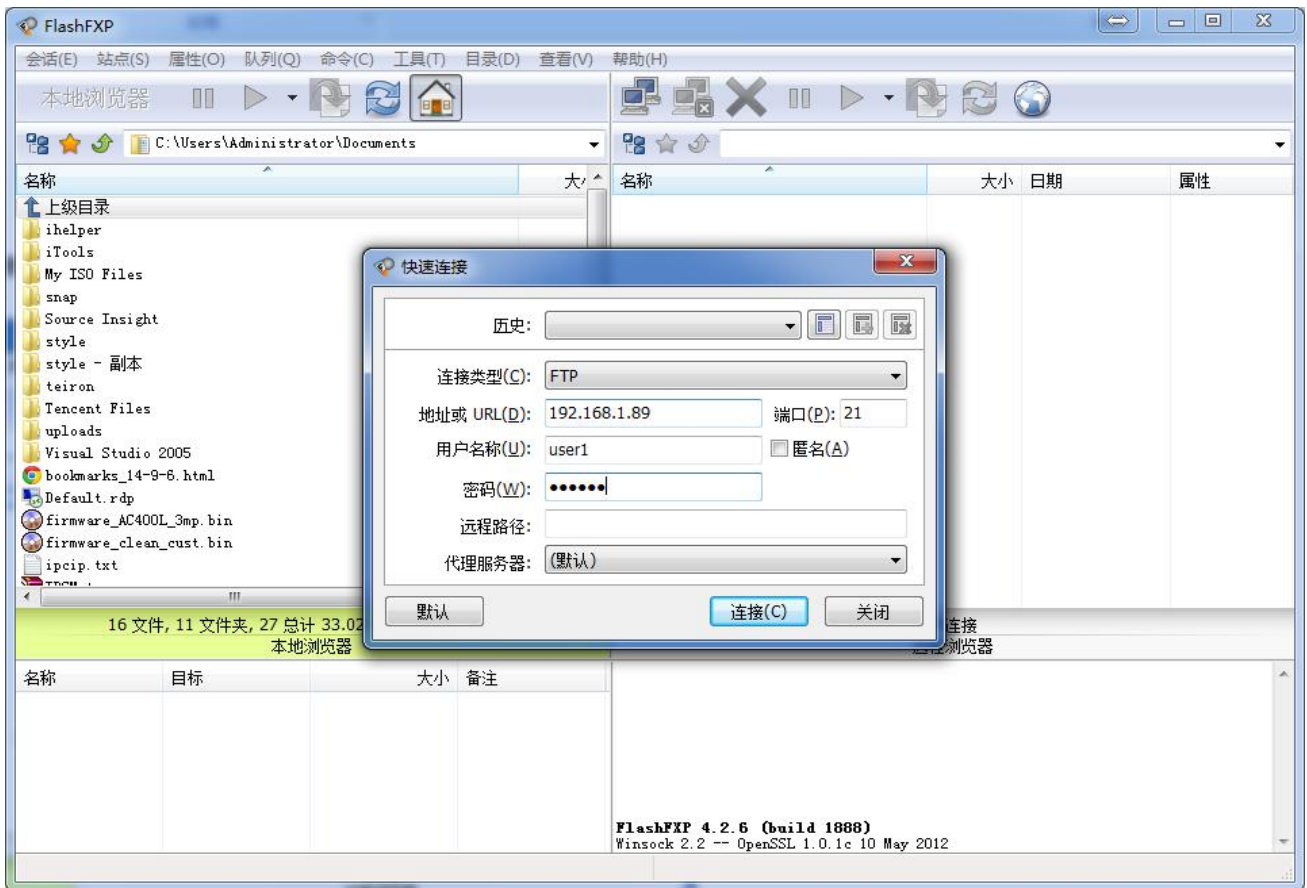 FlashFXP
会话(E) 站点(S) 属性(O) 队列(Q) 命令(C) 工具(T) 目录(D) 查看(V) 帮助(H)
本地浏览器
C:\Users\Administrator\Documents
名称 大
名称 大小 日期 属性
上级目录
ihelper
iTools
My ISO Files
snap
Source Insight
style
style - 副本
teiron
Tencent Files
uploads
Visual Studio 2005
bookmarks_14-9-6.html
Default.rdp
firmware_AC400L_3mp.bin
firmware_clean_cust.bin
ipcip.txt
快速连接
历史:
连接类型(C): FTP
地址或 URL(D): 192.168.1.89 端口(P): 21
用户名称(U): user1 匿名(A)
密码(W): ••••••
远程路径:
代理服务器: (默认)
默认 连接(C) 关闭
16 文件, 11 文件夹, 27 总计 33.02
本地浏览器
连接
浏览器
名称 目标 大小 备注
FlashFXP 4.2.6 (build 1888)
Winsock 2.2 -- OpenSSL 1.0.1c 10 May 2012